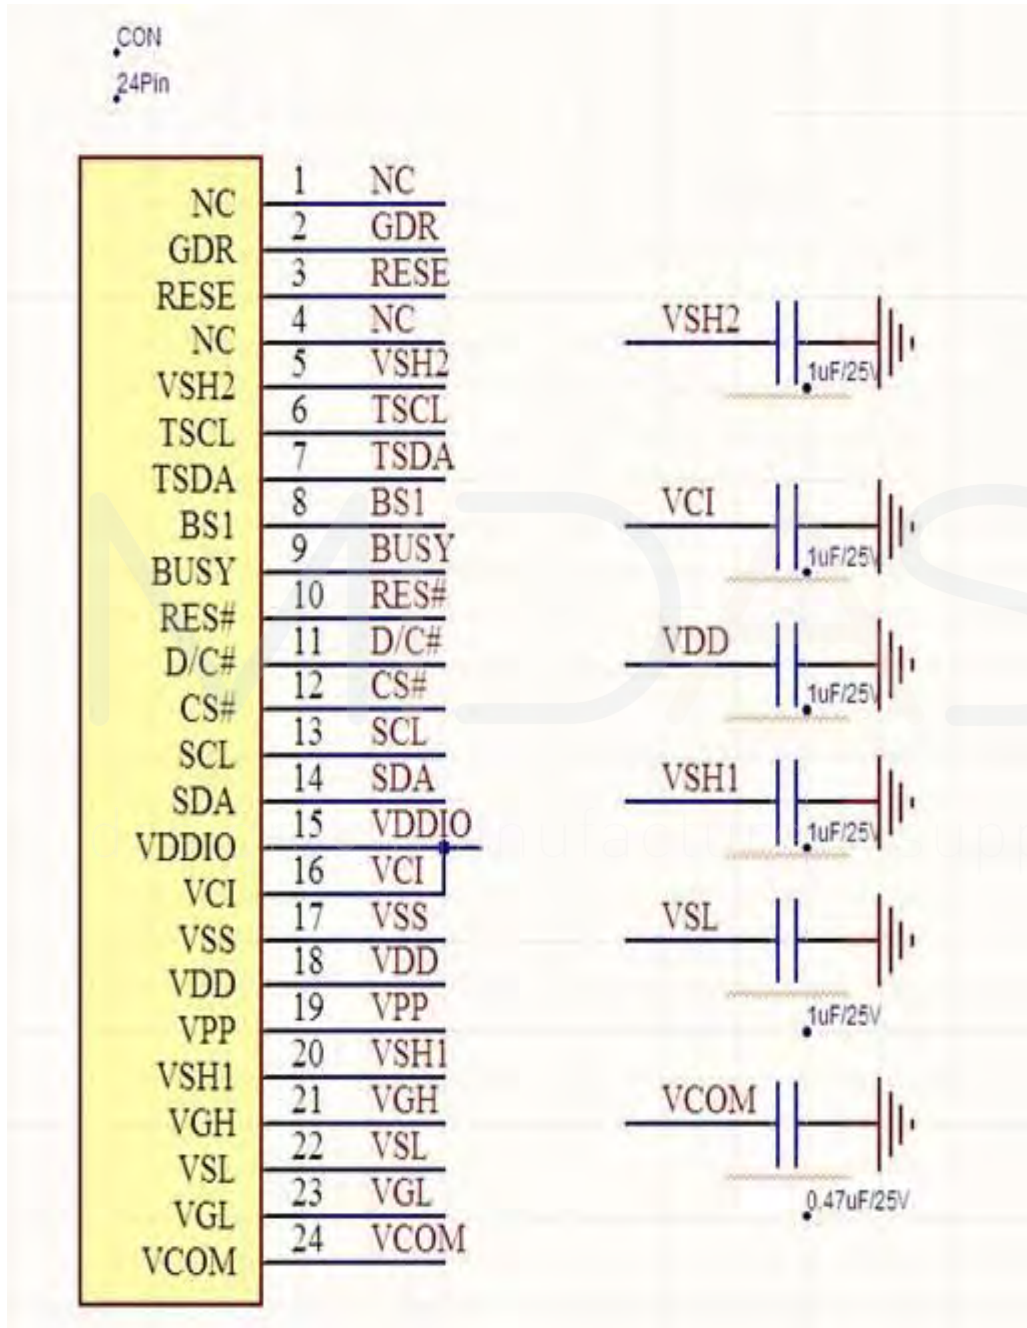 CON
24Pin
NC 1 NC
GDR 2 GDR
RESE 3 RESE
NC 4 NC
VSH2 5 VSH2
TSCL 6 TSCL
TSDA 7 TSDA
BS1 8 BS1
BUSY 9 BUSY
RES# 10 RES#
D/C# 11 D/C#
CS# 12 CS#
SCL 13 SCL
SDA 14 SDA
VDDIO 15 VDDIO
VCI 16 VCI
VSS 17 VSS
VDD 18 VDD
VPP 19 VPP
VSH1 20 VSH1
VGH 21 VGH
VSL 22 VSL
VGL 23 VGL
VCOM 24 VCOM
VSH2
1uF/25V
VCI
1uF/25V
VDD
1uF/25V
VSH1
1uF/25V
VSL
1uF/25V
VCOM
0.47uF/25V